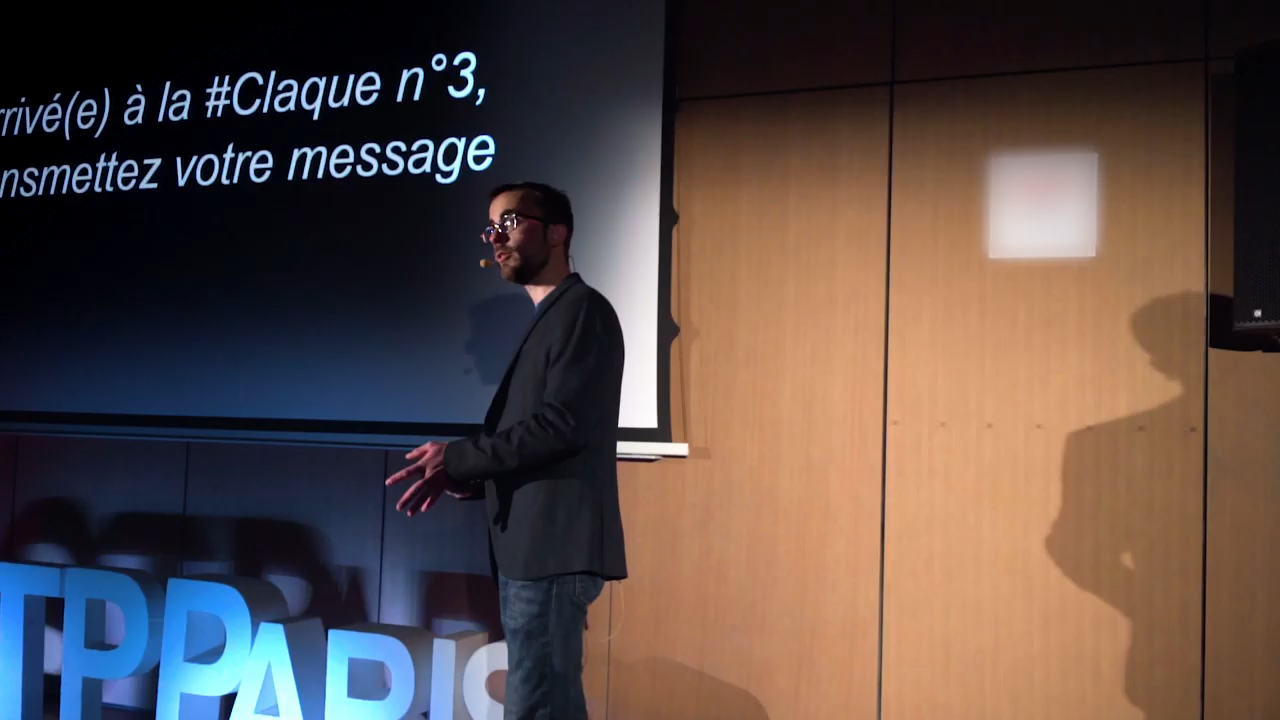 rrivé(e) à la #Claque n°3,
nsmettez votre message
TPPARIS